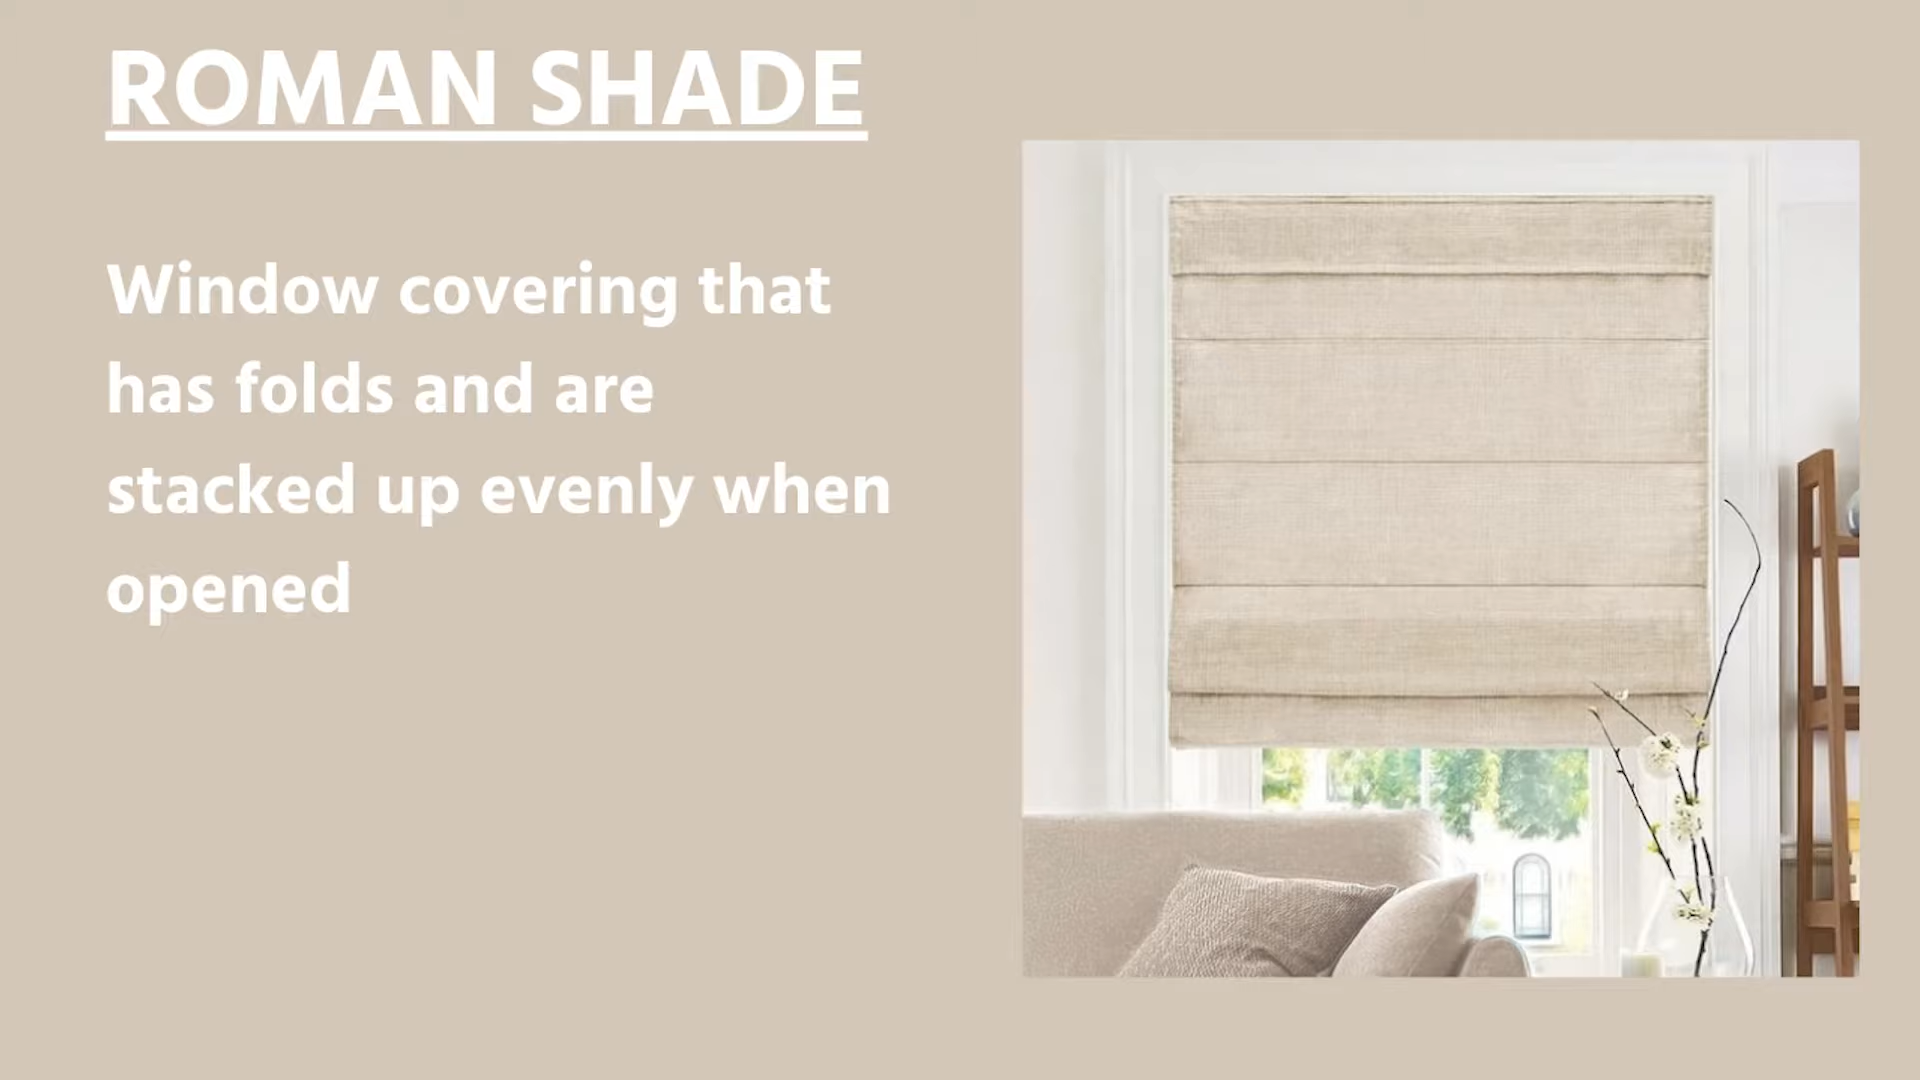 ROMAN SHADE
Window covering that
has folds and are
stacked up evenly when
opened